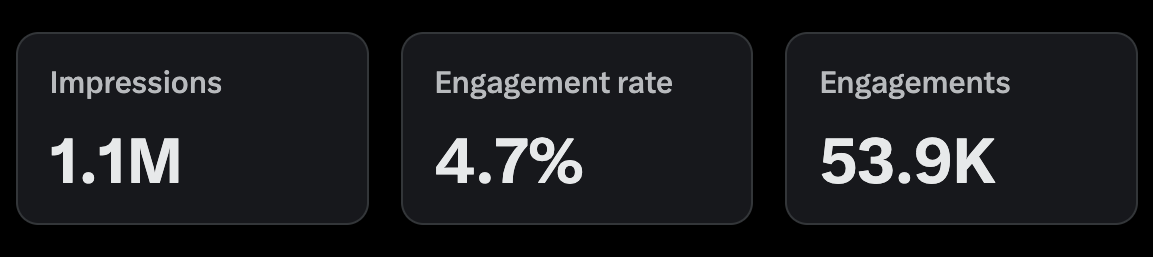 Impressions
1.1M
Engagement rate
4.7%
Engagements
53.9K